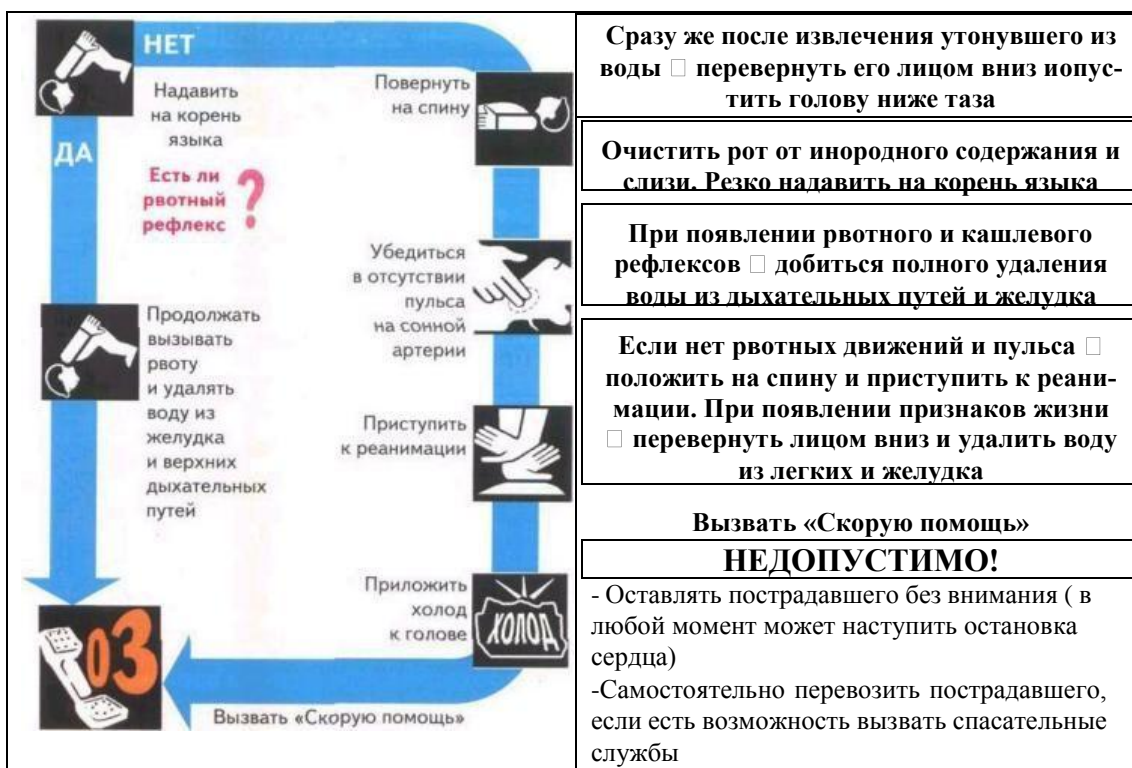 НЕТ
Надавить
на корень
языка
ДА
Есть ли
рвотный
рефлекс
?
Продолжать
вызывать
рвоту
и удалять
воду из
желудка
и верхних
дыхательных
путей
Повернуть
на спину
Убедиться
в отсутствии
пульса
на сонной
артерии
Приступить
к реанимации
Приложить
холод
к голове
ХОЛОД
03
Вызвать «Скорую помощь»
Сразу же после извлечения утонувшего из
воды □ перевернуть его лицом вниз иопус-
тить голову ниже таза
Очистить рот от инородного содержания и
слизи. Резко надавить на корень языка
При появлении рвотного и кашлевого
рефлексов □ добиться полного удаления
воды из дыхательных путей и желудка
Если нет рвотных движений и пульса □
положить на спину и приступить к реани-
мации. При появлении признаков жизни
□ перевернуть лицом вниз и удалить воду
из легких и желудка
Вызвать «Скорую помощь»
НЕДОПУСТИМО!
- Оставлять пострадавшего без внимания ( в
любой момент может наступить остановка
сердца)
-Самостоятельно перевозить пострадавшего,
если есть возможность вызвать спасательные
службы